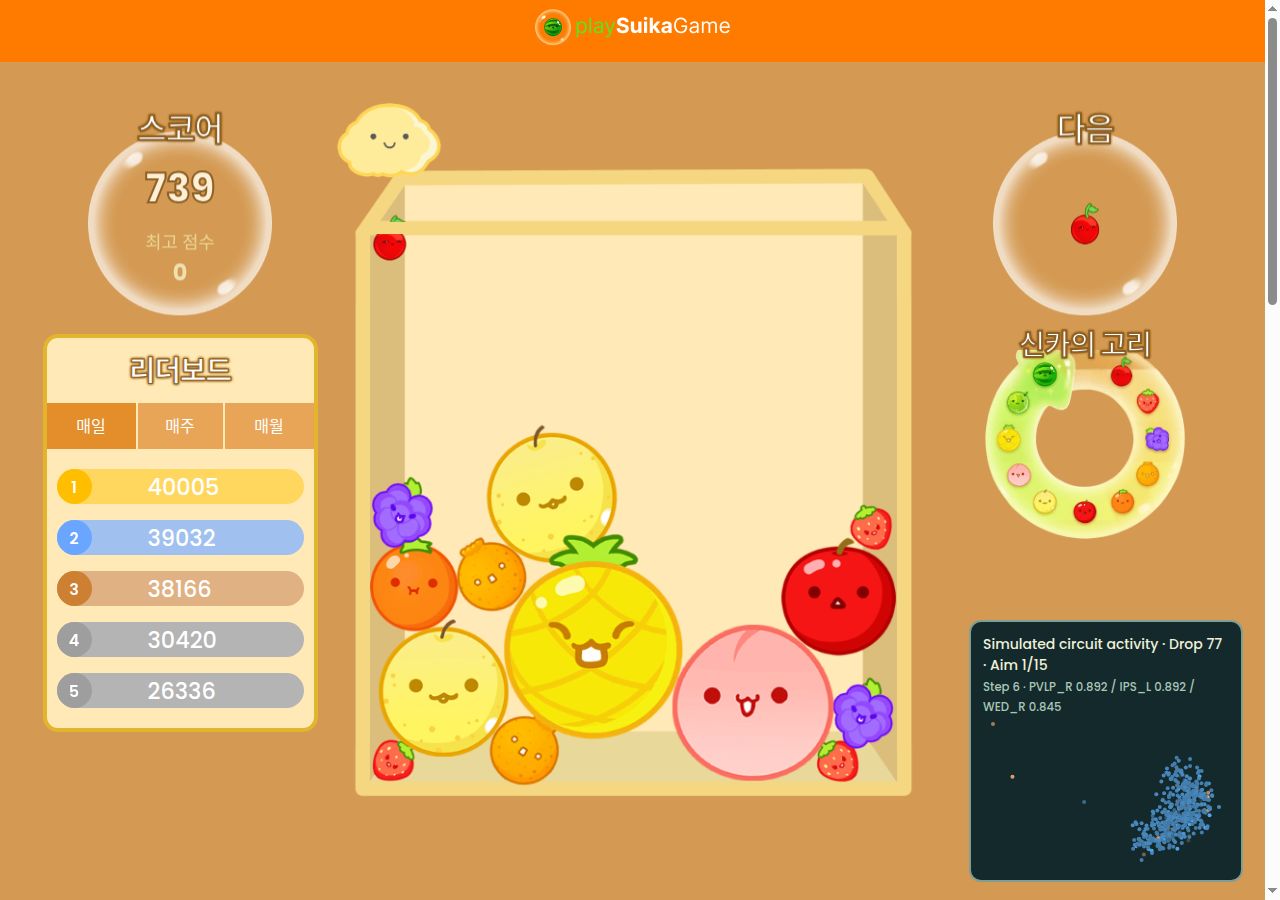 playSuikaGame
스코어
739
최고 점수
0
다음
신카의 고리
리더보드
매일
매주
매월
1 40005
2 39032
3 38166
4 30420
5 26336
Simulated circuit activity · Drop 77
· Aim 1/15
Step 6 · PVLP_R 0.892 / IPS_L 0.892 /
WED_R 0.845